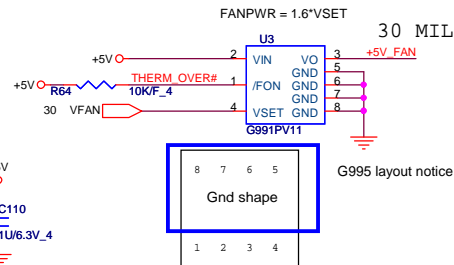 FANPWR = 1.6*VSET
30 MIL
U3
+5V 2 VIN VO 3 +5V_FAN
GND 5
+5V R64 10K/F_4 THERM_OVER# 1 /FON GND 6
GND 7
30 VFAN 4 VSET GND 8
G991PV11
G995 layout notice
8 7 6 5
Gnd shape
1 2 3 4
V
C110
1U/6.3V_4